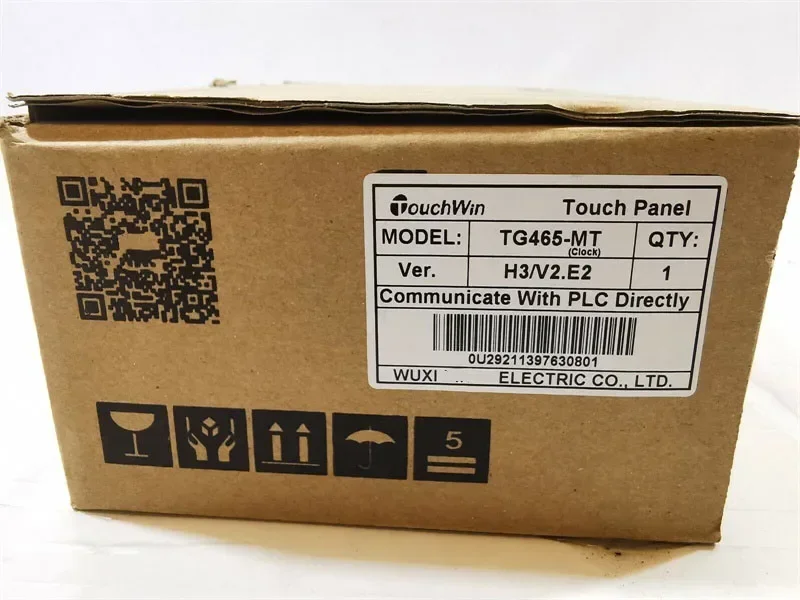 TouchWin Touch Panel
MODEL: TG465-MT (Clock) QTY:
Ver. H3/V2.E2 1
Communicate With PLC Directly
0U29211397630801
WUXI ELECTRIC CO., LTD.
5